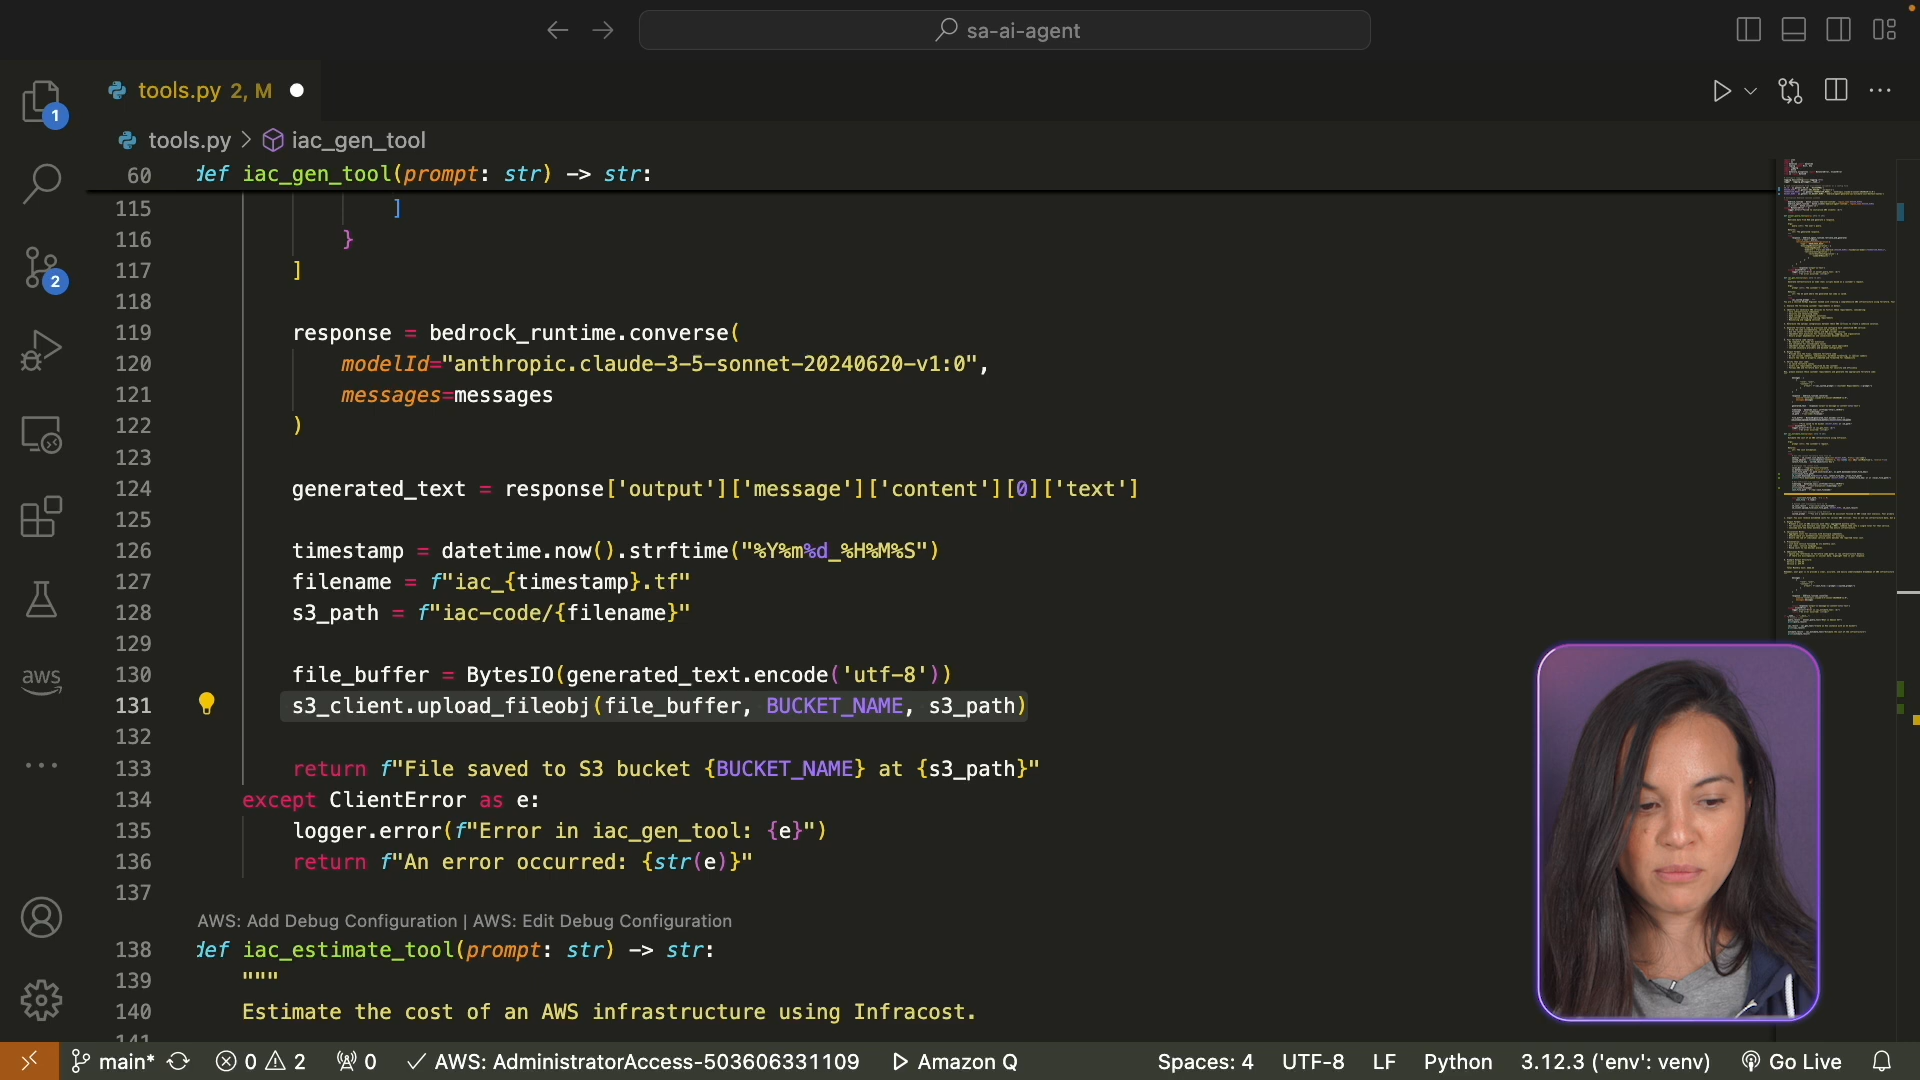 sa-ai-agent
tools.py 2, M
1
tools.py > iac_gen_tool
60 def iac_gen_tool(prompt: str) -> str:
115 ]
116 }
117 ]
118
119 response = bedrock_runtime.converse(
120 modelId="anthropic.claude-3-5-sonnet-20240620-v1:0",
121 messages=messages
122 )
123
124 generated_text = response['output']['message']['content'][0]['text']
125
126 timestamp = datetime.now().strftime("%Y%m%d_%H%M%S")
127 filename = f"iac_{timestamp}.tf"
128 s3_path = f"iac-code/{filename}"
129
130 file_buffer = BytesIO(generated_text.encode('utf-8'))
131 s3_client.upload_fileobj(file_buffer, BUCKET_NAME, s3_path)
132
133 return f"File saved to S3 bucket {BUCKET_NAME} at {s3_path}"
134 except ClientError as e:
135 logger.error(f"Error in iac_gen_tool: {e}")
136 return f"An error occurred: {str(e)}"
137
AWS: Add Debug Configuration | AWS: Edit Debug Configuration
138 def iac_estimate_tool(prompt: str) -> str:
139 """
140 Estimate the cost of an AWS infrastructure using Infracost.
141
2
aws
main* 0 2 0 AWS: AdministratorAccess-503606331109 Amazon Q Spaces: 4 UTF-8 LF Python 3.12.3 ('env': venv) Go Live